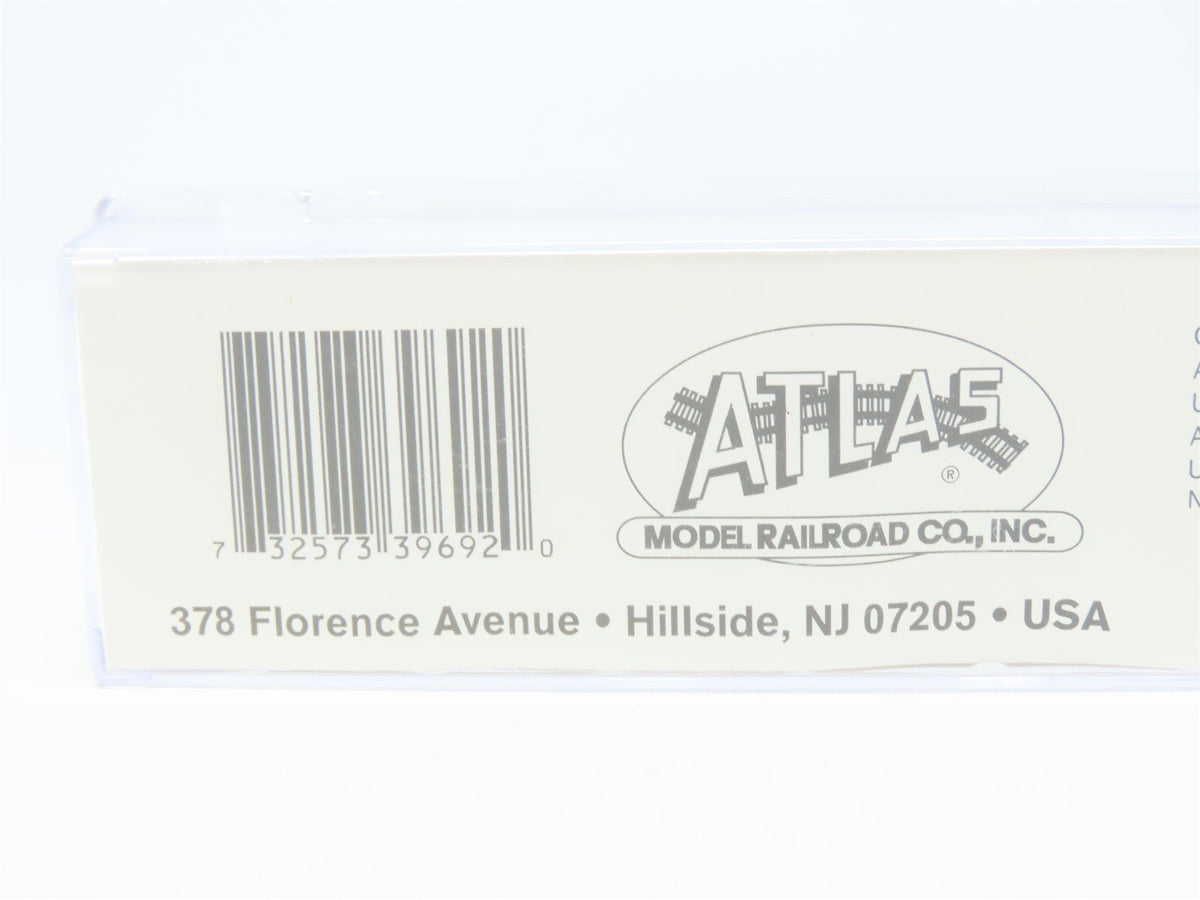 ATLAS
®
MODEL RAILROAD CO., INC.
7 32573 39692 0
378 Florence Avenue • Hillside, NJ 07205 • USA